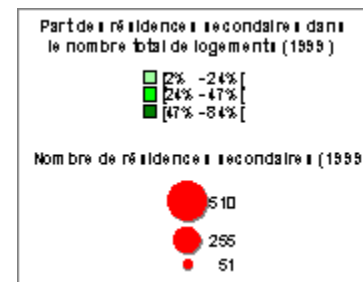 Part des résidences secondaires dans
le nombre total de logements (1999)
[2% -24%[
[24% -47%[
[47% -84%[
Nombre de résidences secondaires (1999
510
255
51